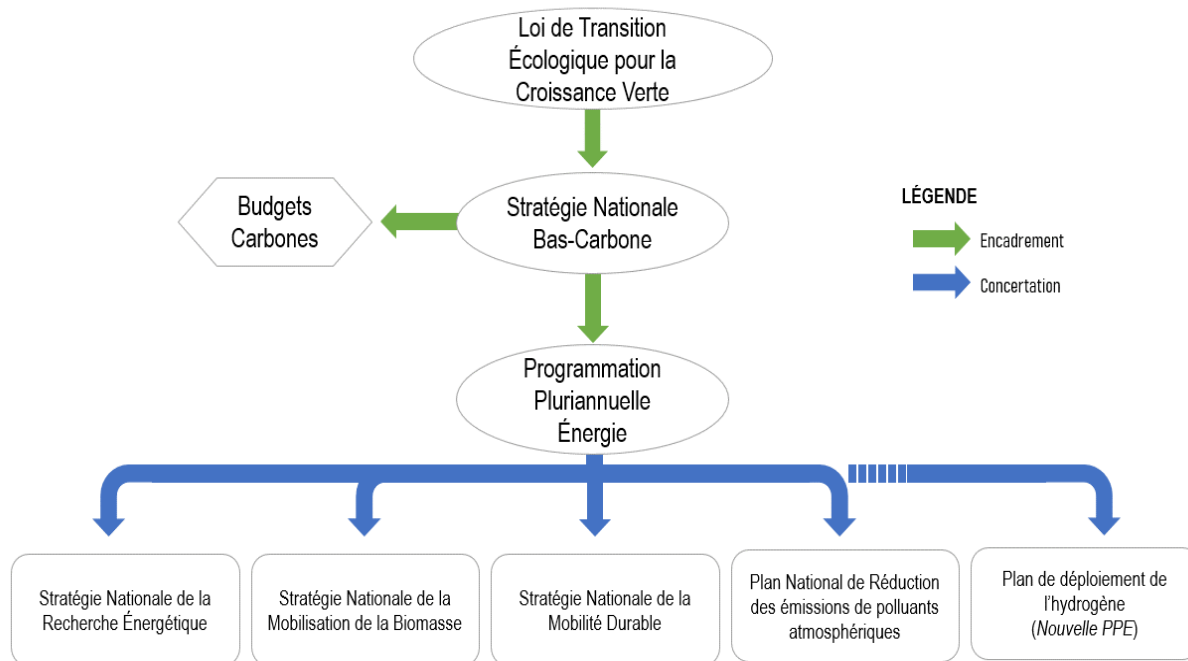 Loi de Transition
Écologique pour la
Croissance Verte
Budgets
Carbones
Stratégie Nationale
Bas-Carbone
LÉGENDE
Encadrement
Concertation
Programmation
Pluriannuelle
Énergie
Stratégie Nationale de la
Recherche Énergétique
Stratégie Nationale de la
Mobilisation de la Biomasse
Stratégie Nationale de la
Mobilité Durable
Plan National de Réduction
des émissions de polluants
atmosphériques
Plan de déploiement de
l'hydrogène
(Nouvelle PPE)